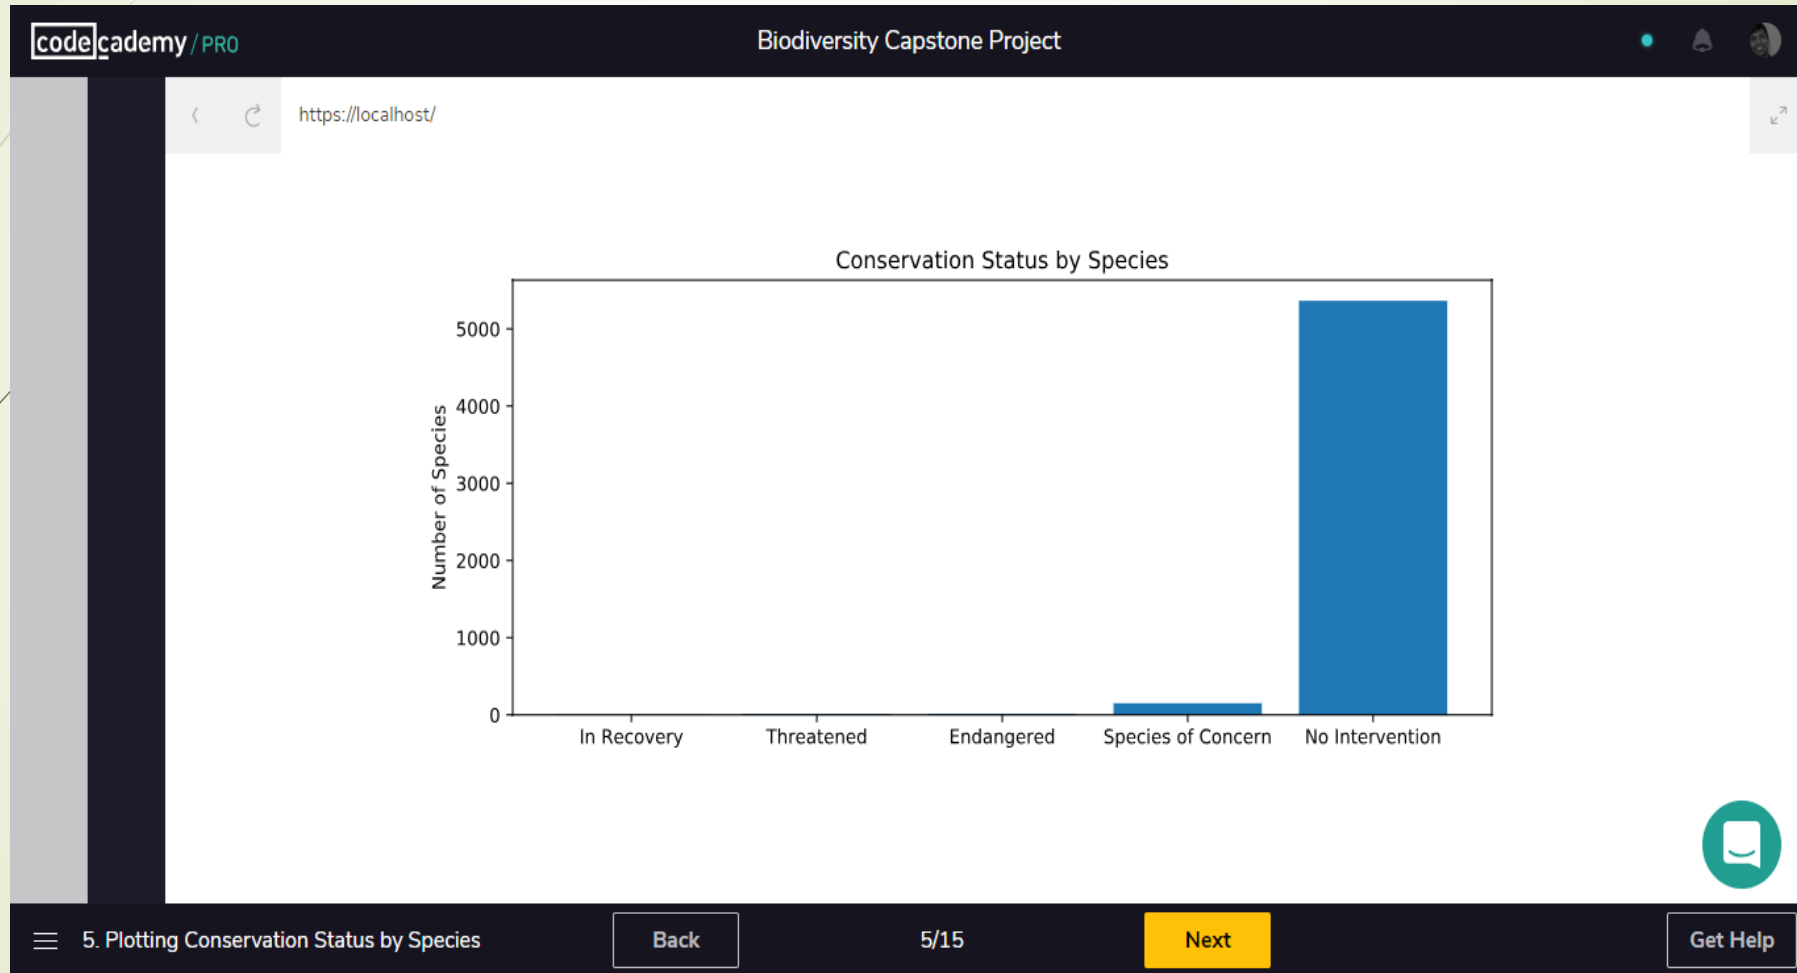 codecademy/PRO
Biodiversity Capstone Project
https://localhost/
Conservation Status by Species
Number of Species
5000
4000
3000
2000
1000
0
In Recovery Threatened Endangered Species of Concern No Intervention
5. Plotting Conservation Status by Species Back 5/15 Next Get Help